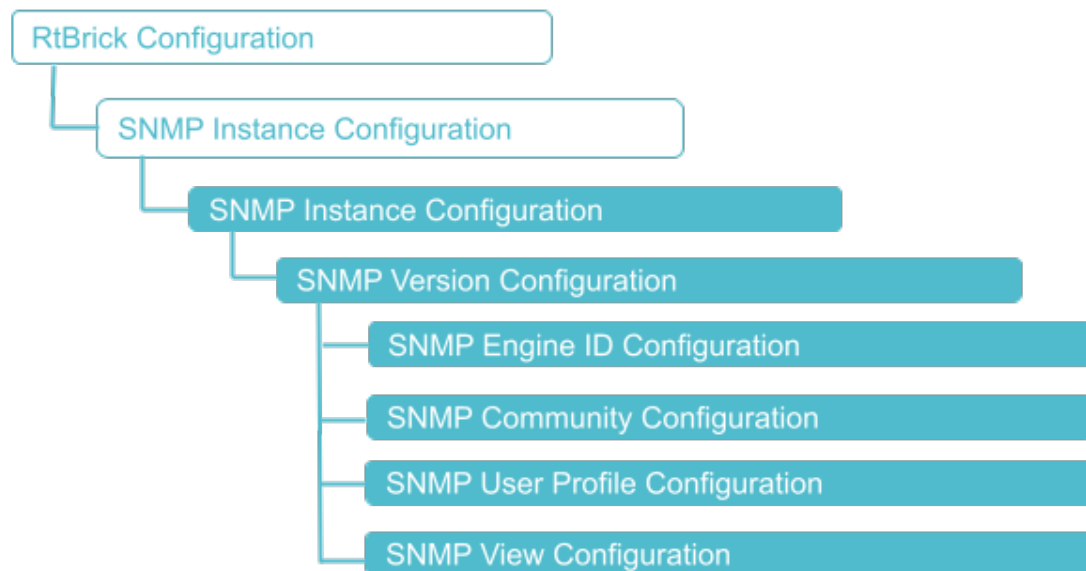 RtBrick Configuration
SNMP Instance Configuration
SNMP Instance Configuration
SNMP Version Configuration
SNMP Engine ID Configuration
SNMP Community Configuration
SNMP User Profile Configuration
SNMP View Configuration